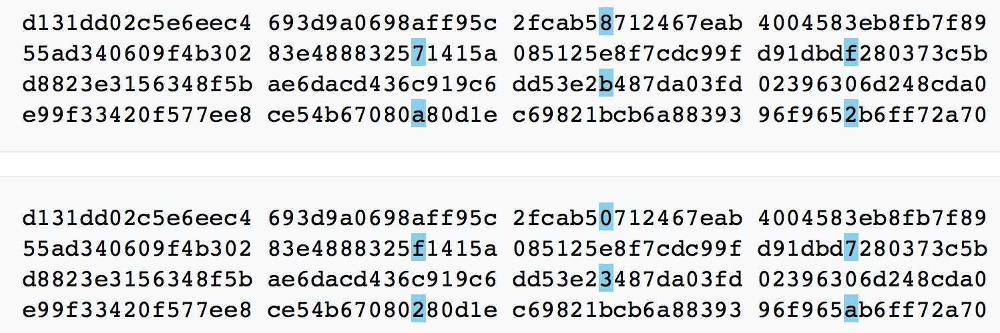 d131dd02c5e6eec4 693d9a0698aff95c 2fcab58712467eab 4004583eb8fb7f89
55ad340609f4b302 83e4888832571415a 085125e8f7cdc99f d91dbdf280373c5b
d8823e3156348f5b ae6dacd436c919c6 dd53e2b487da03fd 02396306d248cda0
e99f33420f577ee8 ce54b67080a80d1e c69821bcb6a88393 96f9652b6ff72a70
d131dd02c5e6eec4 693d9a0698aff95c 2fcab50712467eab 4004583eb8fb7f89
55ad340609f4b302 83e4888325f1415a 085125e8f7cdc99f d91dbd7280373c5b
d8823e3156348f5b ae6dacd436c919c6 dd53e23487da03fd 02396306d248cda0
e99f33420f577ee8 ce54b67080280d1e c69821bcb6a88393 96f965ab6ff72a70